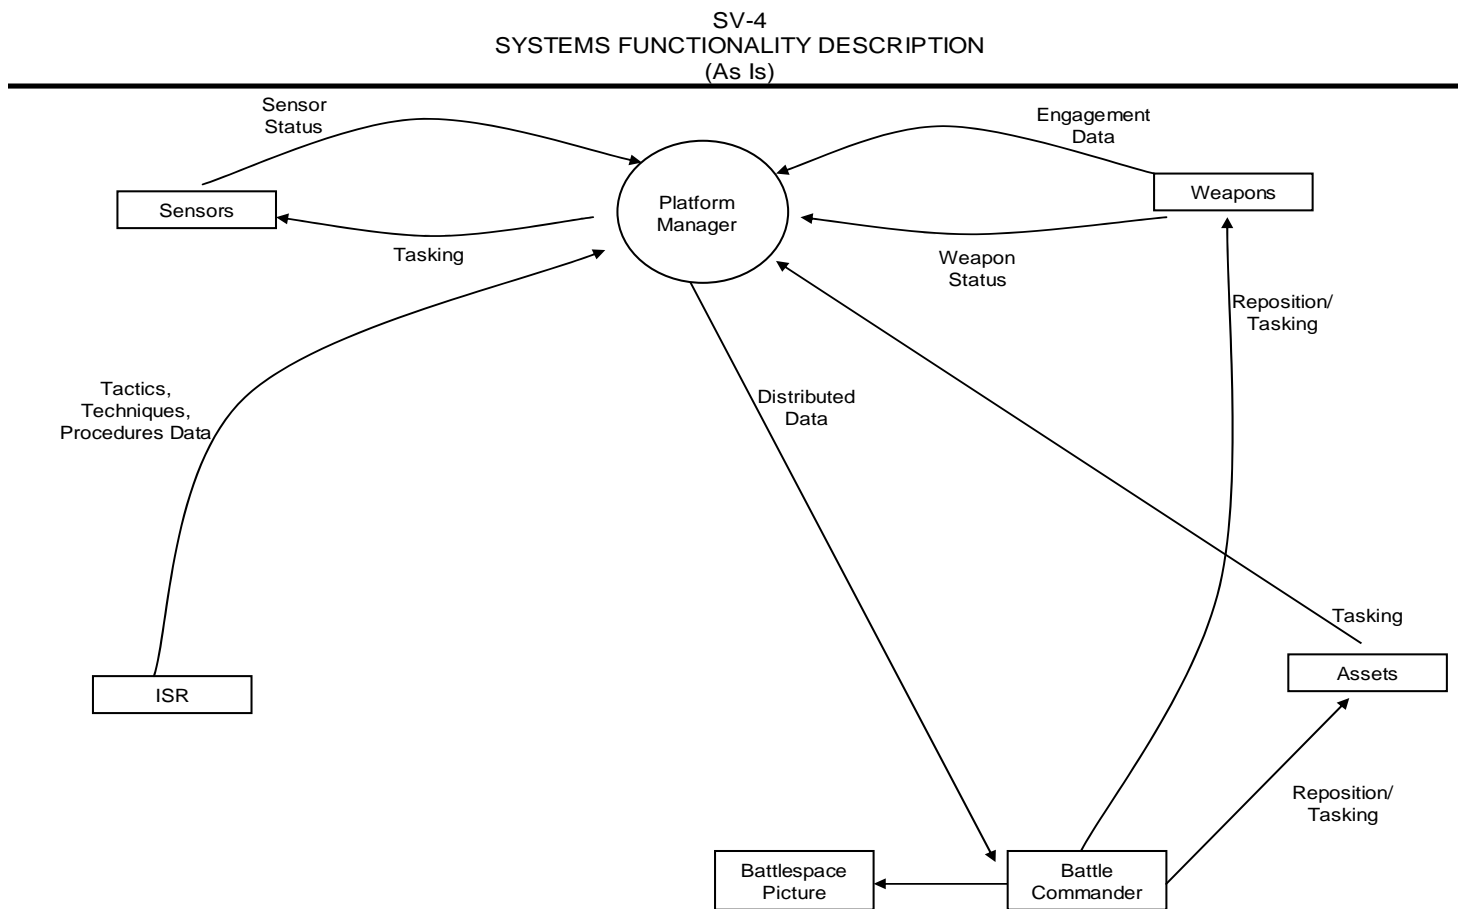 SV-4
SYSTEMS FUNCTIONALITY DESCRIPTION
(As Is)
Sensor
Status
Engagement
Data
Sensors
Platform
Manager
Weapons
Tasking
Weapon
Status
Reposition/
Tasking
Tactics,
Techniques,
Procedures Data
Distributed
Data
Tasking
ISR
Assets
Reposition/
Tasking
Battlespace
Picture
Battle
Commander